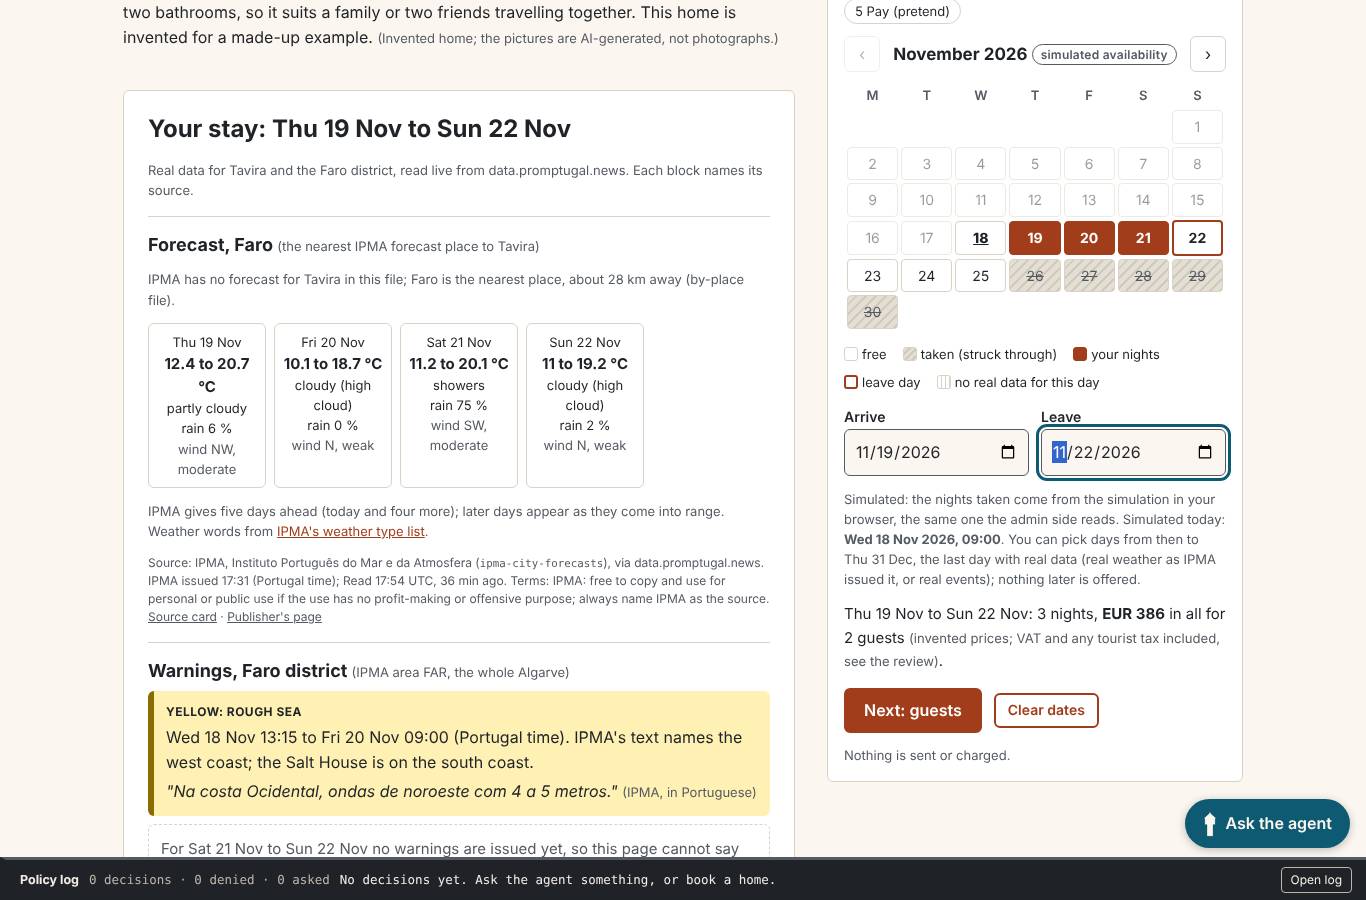 two bathrooms, so it suits a family or two friends travelling together. This home is
invented for a made-up example. (Invented home; the pictures are AI-generated, not photographs.)
Your stay: Thu 19 Nov to Sun 22 Nov
Real data for Tavira and the Faro district, read live from data.promptugal.news. Each block names its
source.
Forecast, Faro (the nearest IPMA forecast place to Tavira)
IPMA has no forecast for Tavira in this file; Faro is the nearest place, about 28 km away (by-place
file).
Thu 19 Nov
12.4 to 20.7
°C
partly cloudy
rain 6 %
wind NW,
moderate
Fri 20 Nov
10.1 to 18.7 °C
cloudy (high
cloud)
rain 0 %
wind N, weak
Sat 21 Nov
11.2 to 20.1 °C
showers
rain 75 %
wind SW,
moderate
Sun 22 Nov
11 to 19.2 °C
cloudy (high
cloud)
rain 2 %
wind N, weak
IPMA gives five days ahead (today and four more); later days appear as they come into range.
Weather words from IPMA's weather type list.
Source: IPMA, Instituto Português do Mar e da Atmosfera (ipma-city-forecasts), via data.promptugal.news.
IPMA issued 17:31 (Portugal time); Read 17:54 UTC, 36 min ago. Terms: IPMA: free to copy and use for
personal or public use if the use has no profit-making or offensive purpose; always name IPMA as the source.
Source card · Publisher's page
Warnings, Faro district (IPMA area FAR, the whole Algarve)
YELLOW: ROUGH SEA
Wed 18 Nov 13:15 to Fri 20 Nov 09:00 (Portugal time). IPMA's text names the
west coast; the Salt House is on the south coast.
"Na costa Ocidental, ondas de noroeste com 4 a 5 metros." (IPMA, in Portuguese)
For Sat 21 Nov to Sun 22 Nov no warnings are issued yet, so this page cannot say
5 Pay (pretend)
‹ November 2026 simulated availability ›
M T W T F S S
1
2 3 4 5 6 7 8
9 10 11 12 13 14 15
16 17 18 19 20 21 22
23 24 25 26 27 28 29
30
free taken (struck through) your nights
leave day no real data for this day
Arrive Leave
11/19/2026 11/22/2026
Simulated: the nights taken come from the simulation in your
browser, the same one the admin side reads. Simulated today:
Wed 18 Nov 2026, 09:00. You can pick days from then to
Thu 31 Dec, the last day with real data (real weather as IPMA
issued it, or real events); nothing later is offered.
Thu 19 Nov to Sun 22 Nov: 3 nights, EUR 386 in all for
2 guests (invented prices; VAT and any tourist tax included,
see the review).
Next: guests Clear dates
Nothing is sent or charged.
Ask the agent
Policy log 0 decisions · 0 denied · 0 asked No decisions yet. Ask the agent something, or book a home. Open log